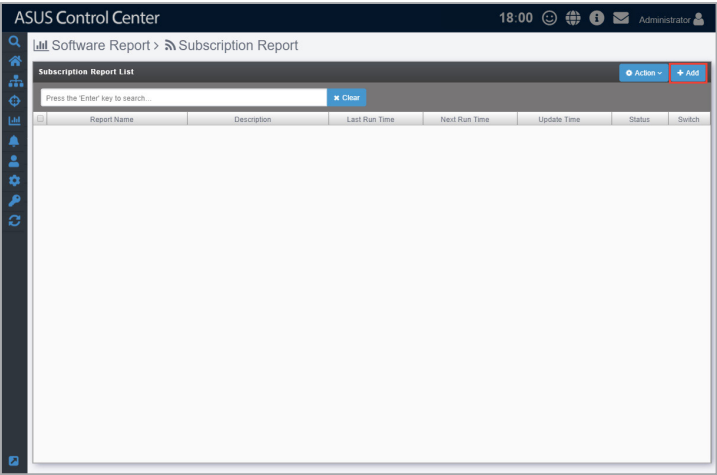 ASUS Control Center
18:00
Administrator
Software Report > Subscription Report
Subscription Report List
Action
+ Add
Press the 'Enter' key to search...
Clear
Report Name
Description
Last Run Time
Next Run Time
Update Time
Status
Switch